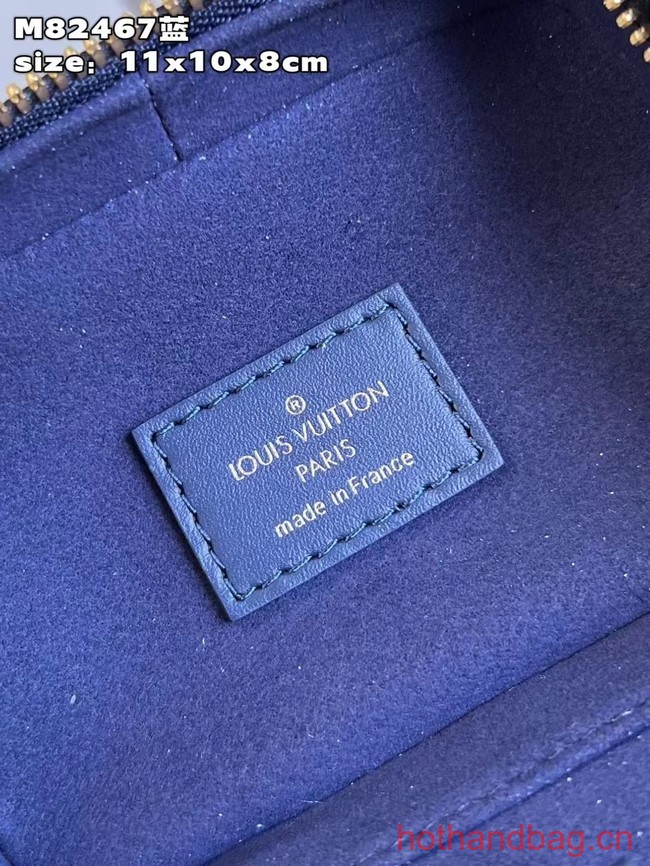 M82467蓝
size：11x10x8cm
®
LOUIS VUITTON
PARIS
made in France
hothandbag.cn